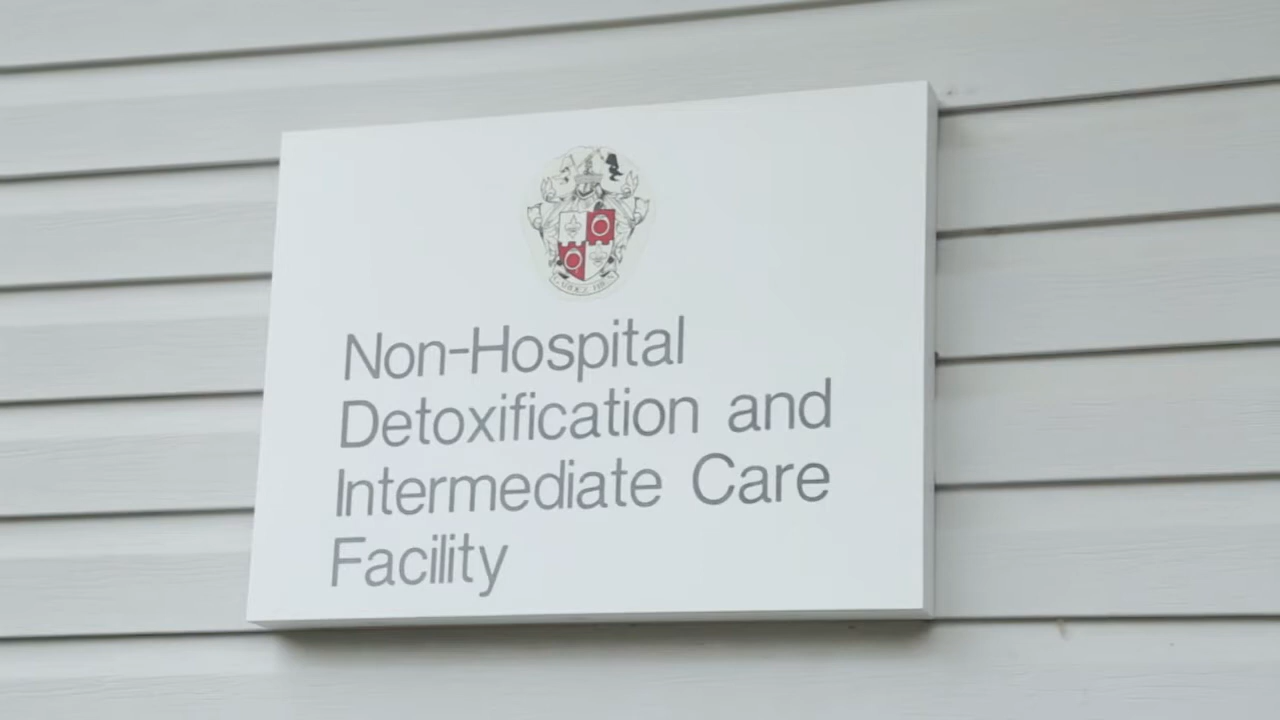 Non-Hospital
Detoxification and
Intermediate Care
Facility